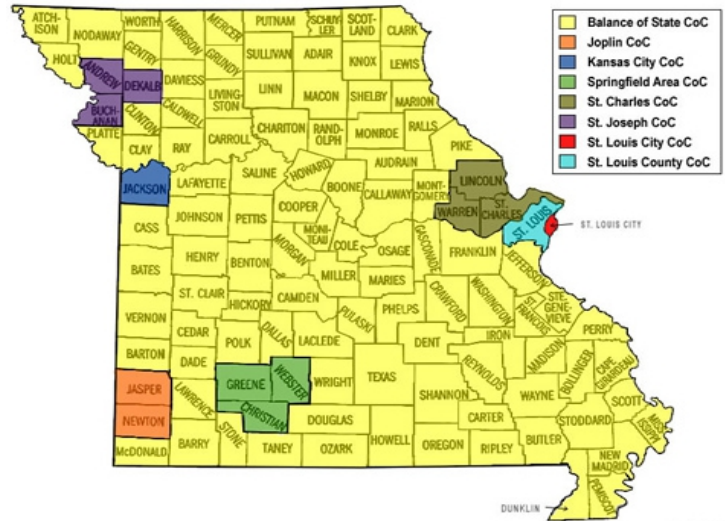 ATCH-
ISON
NODAWAY
WORTH
HARRISON
MERCER
PUTNAM
SCHUY-
LER
SCOT-
LAND
CLARK
HOLT
GENTRY
GRUNDY
SULLIVAN
ADAIR
KNOX
LEWIS
ANDREW
DEKALB
DAVIESS
LIVING-
STON
LINN
MACON
SHELBY
MARION
BUCH-
ANAN
CLINTON
CALDWELL
CHARITON
RAND-
OLPH
MONROE
RALLS
PIKE
PLATTE
CLAY
RAY
CARROLL
SALINE
HOWARD
BOONE
AUDRAIN
CALLAWAY
MONT-
GOMERY
LINCOLN
WARREN
ST.
CHARLES
ST. LOUIS
ST. LOUIS CITY
JACKSON
LAFAYETTE
COOPER
CASS
JOHNSON
PETTIS
MONI-
TEAU
COLE
OSAGE
GASCONADE
FRANKLIN
JEFFERSON
BATES
HENRY
BENTON
MORGAN
MILLER
MARIES
CRAWFORD
WASHINGTON
ST.
FRANCOIS
STE.
GENE-
VIEVE
ST. CLAIR
HICKORY
CAMDEN
PULASKI
PHELPS
VERNON
CEDAR
POLK
DALLAS
LACLEDE
DENT
IRON
MADISON
PERRY
BARTON
DADE
GREENE
WEBSTER
WRIGHT
TEXAS
REYNOLDS
BOLLINGER
CAPE
GIRARDEAU
JASPER
LAWRENCE
CHRISTIAN
DOUGLAS
SHANNON
WAYNE
SCOTT
NEWTON
CARTER
STODDARD
MISS-
ISSIPPI
McDONALD
BARRY
STONE
TANEY
OZARK
HOWELL
OREGON
RIPLEY
BUTLER
NEW
MADRID
PEMISCOT
DUNKLIN
Balance of State CoC
Joplin CoC
Kansas City CoC
Springfield Area CoC
St. Charles CoC
St. Joseph CoC
St. Louis City CoC
St. Louis County CoC